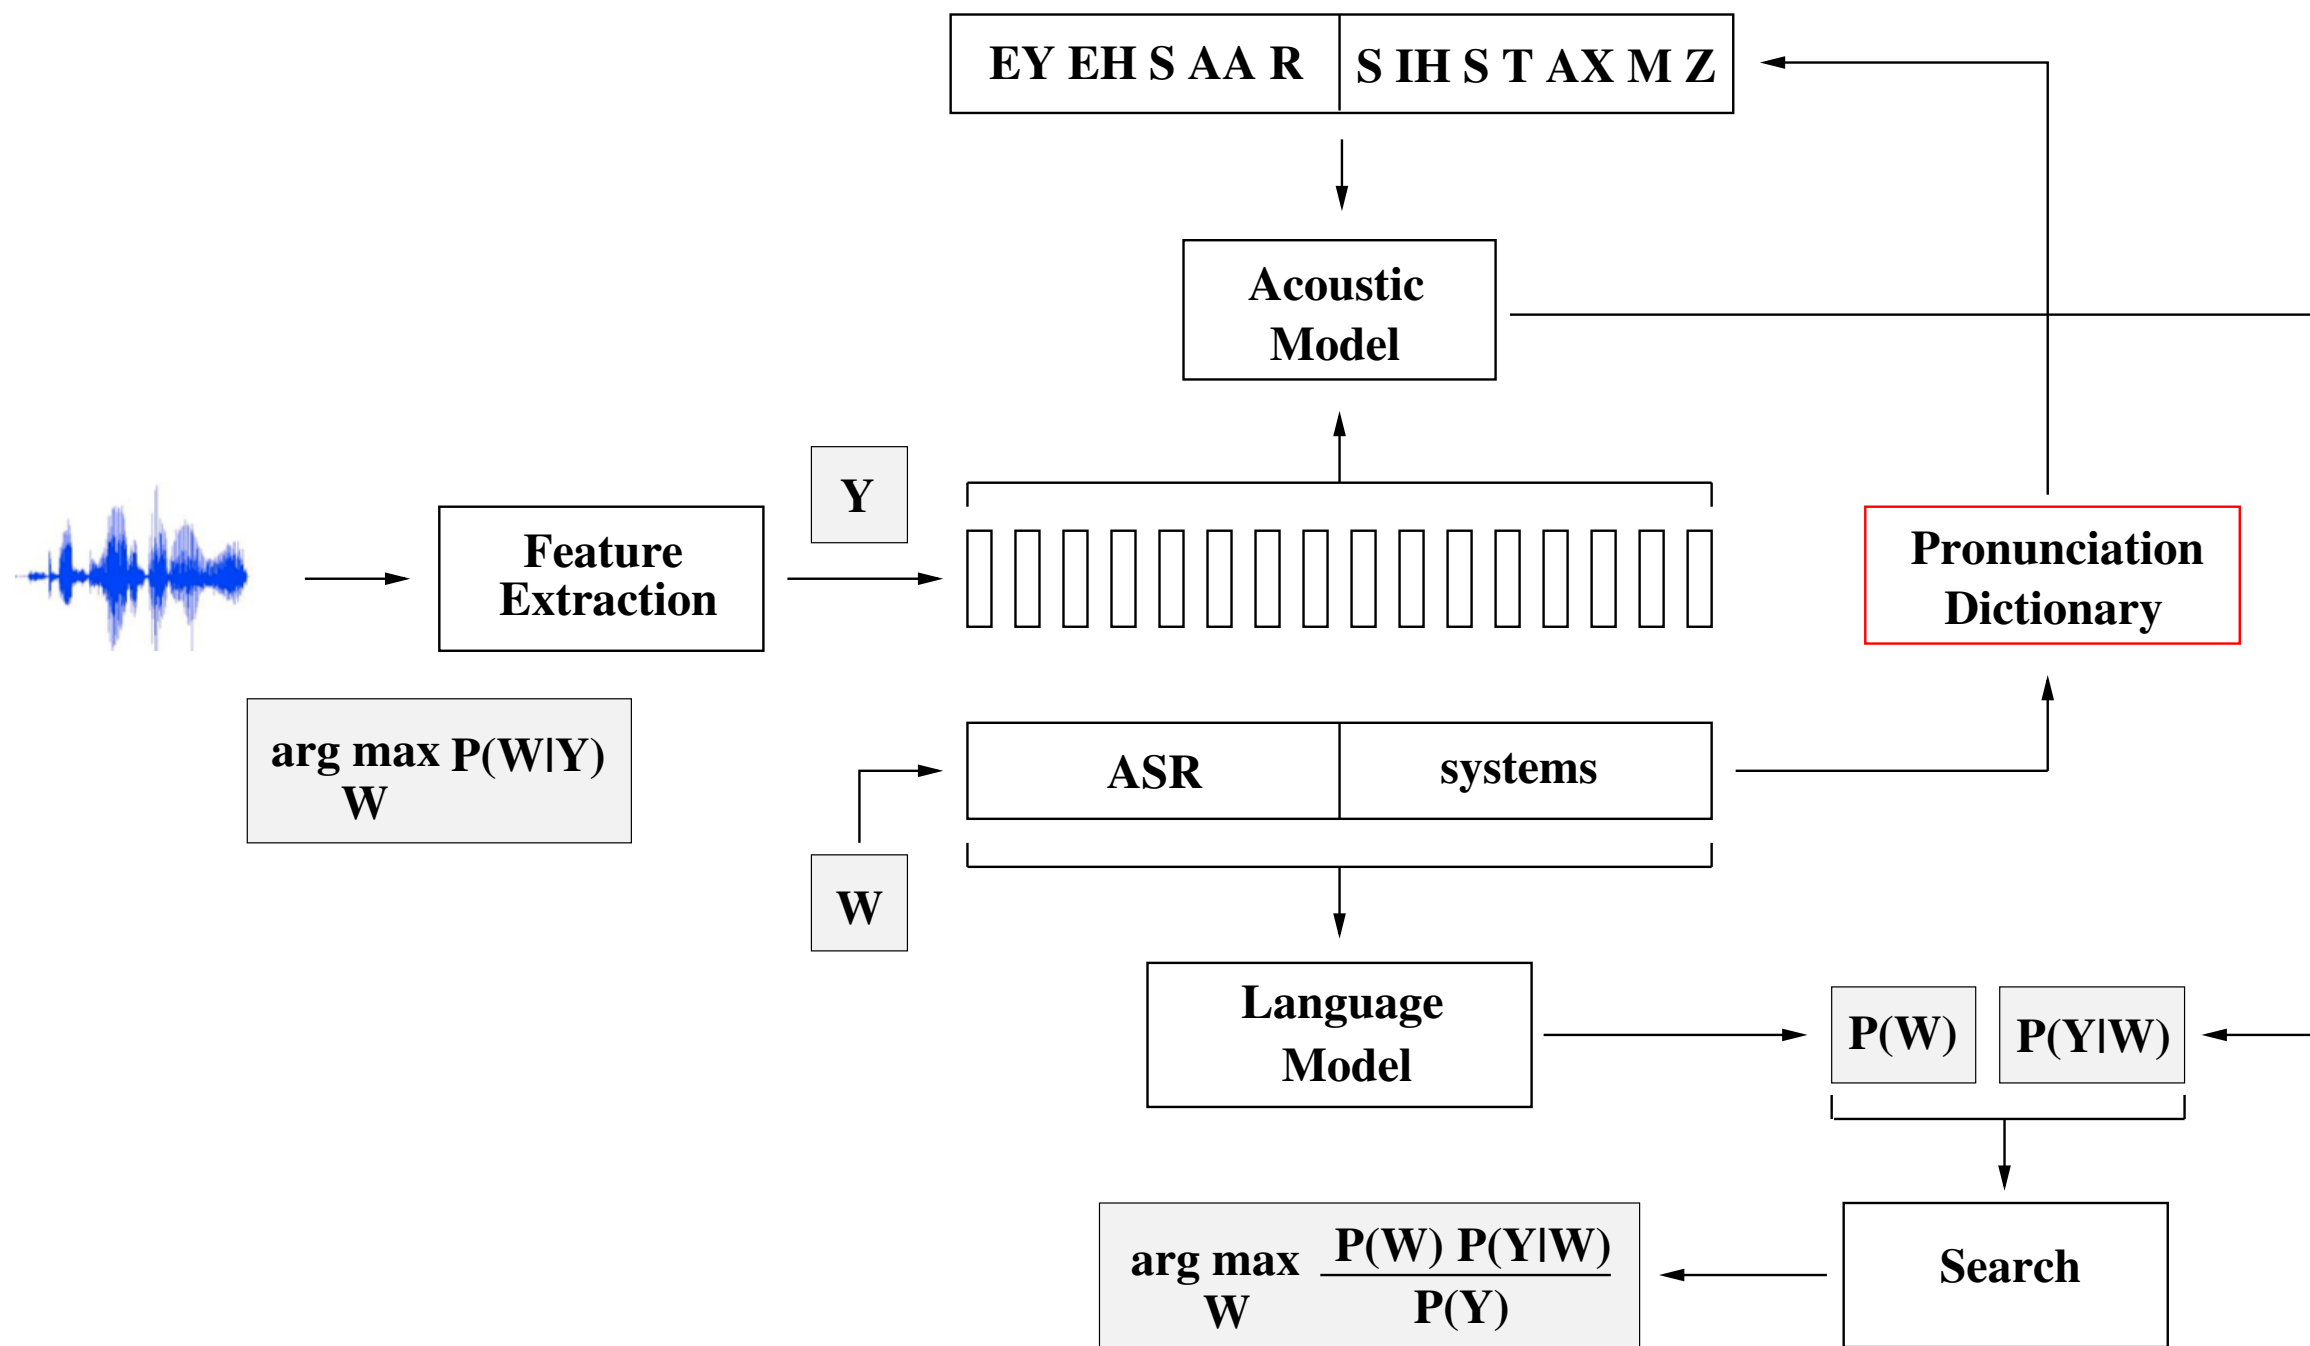 EY EH S AA R
S IH S T AX M Z
Acoustic
Model
Y
Feature
Extraction
Pronunciation
Dictionary
arg max P(W|Y)
W
ASR
systems
W
Language
Model
P(W)
P(Y|W)
arg max P(W) P(Y|W)
W P(Y)
Search